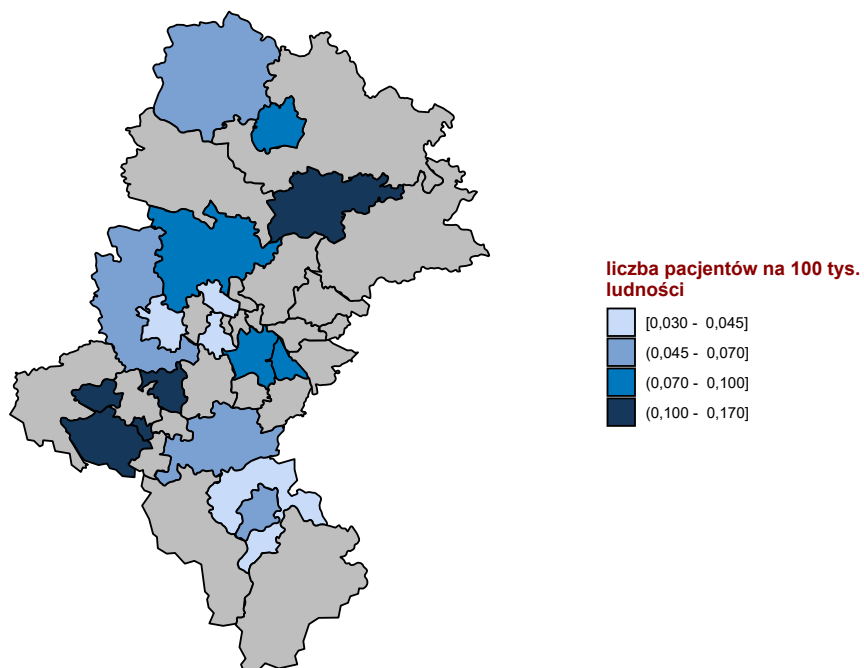 liczba pacjentów na 100 tys.
ludności
[0,030 - 0,045]
(0,045 - 0,070]
(0,070 - 0,100]
(0,100 - 0,170]